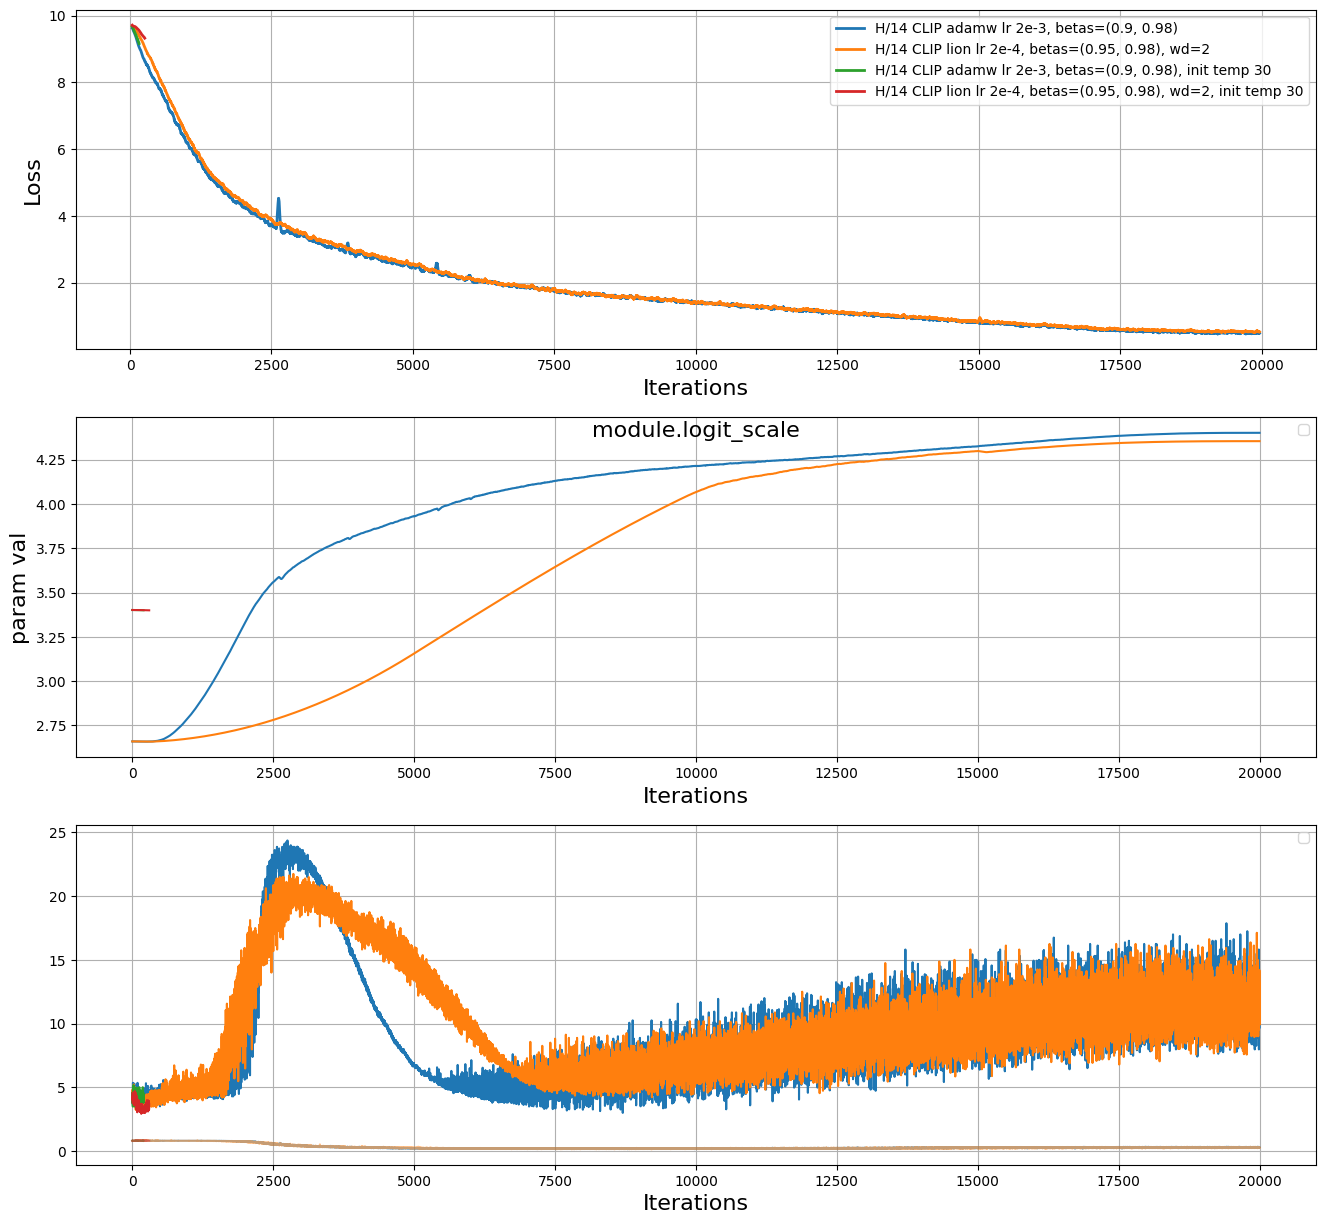 10
8
6
4
2
Loss
H/14 CLIP adamw lr 2e-3, betas=(0.9, 0.98)
H/14 CLIP lion lr 2e-4, betas=(0.95, 0.98), wd=2
H/14 CLIP adamw lr 2e-3, betas=(0.9, 0.98), init temp 30
H/14 CLIP lion lr 2e-4, betas=(0.95, 0.98), wd=2, init temp 30
0 2500 5000 7500 10000 12500 15000 17500 20000
Iterations
module.logit_scale
4.25
4.00
3.75
3.50
3.25
3.00
2.75
param val
0 2500 5000 7500 10000 12500 15000 17500 20000
Iterations
25
20
15
10
5
0
0 2500 5000 7500 10000 12500 15000 17500 20000
Iterations